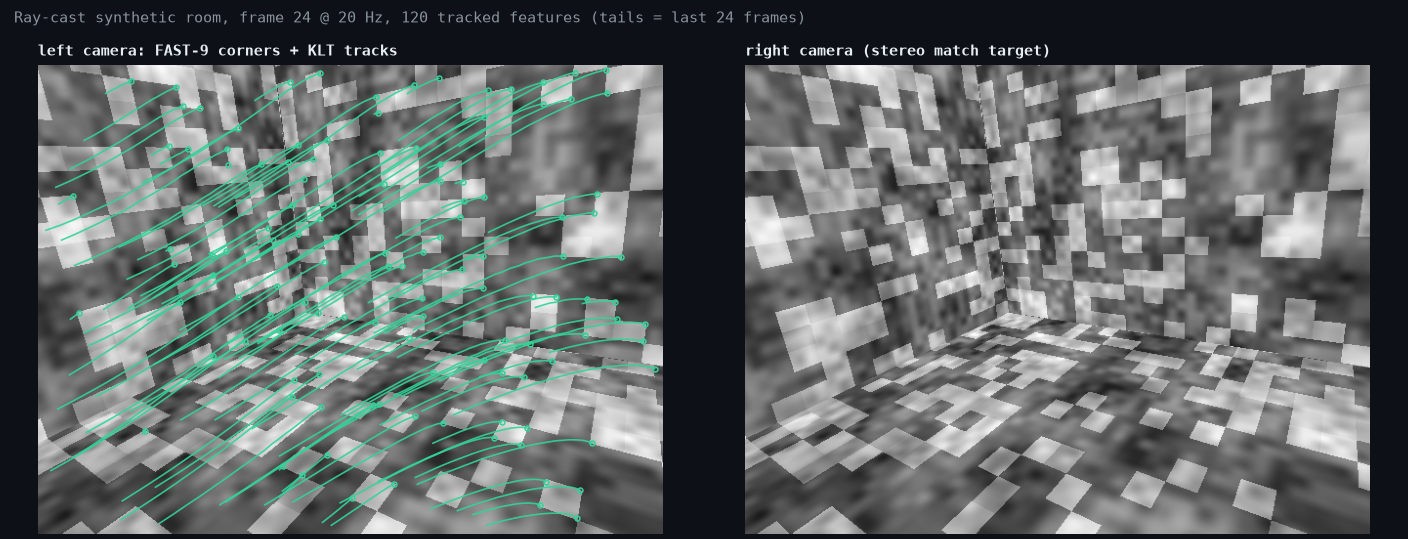 Ray-cast synthetic room, frame 24 @ 20 Hz, 120 tracked features (tails = last 24 frames)
left camera: FAST-9 corners + KLT tracks
right camera (stereo match target)